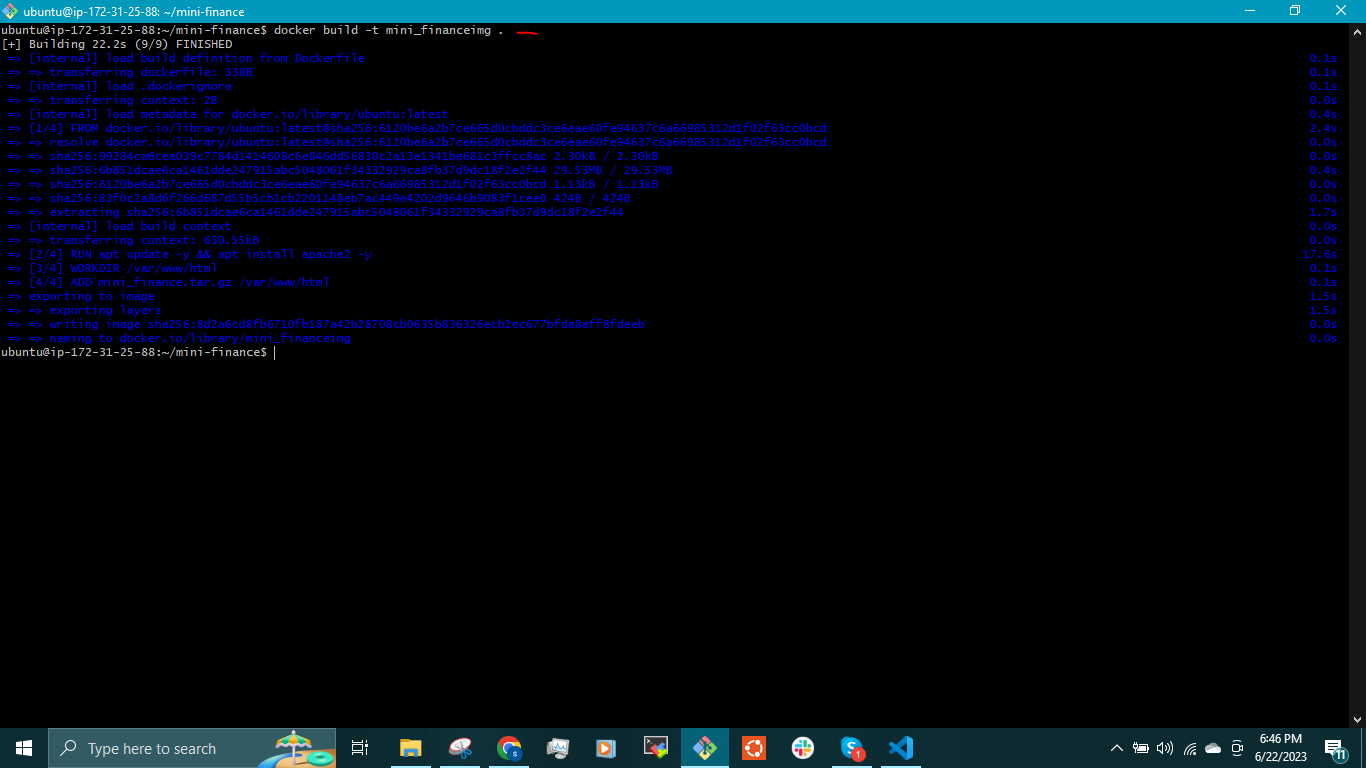 ubuntu@ip-172-31-25-88: ~/mini-finance
ubuntu@ip-172-31-25-88:~/mini-finance$ docker build -t mini_financeimg .
[+] Building 22.2s (9/9) FINISHED
=> [internal] load build definition from Dockerfile 0.1s
=> => transferring dockerfile: 338B 0.1s
=> [internal] load .dockerignore 0.1s
=> => transferring context: 2B 0.0s
=> [internal] load metadata for docker.io/library/ubuntu:latest 0.4s
=> [1/4] FROM docker.io/library/ubuntu:latest@sha256:6120be6a2b7ce665d0cbddc3ce6eae60fe94637c6a66985312d1f02f63cc0bcd 2.4s
=> => resolve docker.io/library/ubuntu:latest@sha256:6120be6a2b7ce665d0cbddc3ce6eae60fe94637c6a66985312d1f02f63cc0bcd 0.0s
=> => sha256:99284ca6cea039c7784d1414608c6e846dd56830c2a13e1341be681c3ffcc8ac 2.30kB / 2.30kB 0.0s
=> => sha256:6b851dcae6ca1461dde247915abc5048061f34332929ca8fb37d9dc18f2e2f44 29.53MB / 29.53MB 0.4s
=> => sha256:6120be6a2b7ce665d0cbddc3ce6eae60fe94637c6a66985312d1f02f63cc0bcd 1.13kB / 1.13kB 0.0s
=> => sha256:83f0c2a8d6f266d687d55b5cb1cb2201148eb7ac449e4202d9646b9083f1cee0 424B / 424B 0.0s
=> => extracting sha256:6b851dcae6ca1461dde247915abc5048061f34332929ca8fb37d9dc18f2e2f44 1.7s
=> [internal] load build context 0.0s
=> => transferring context: 630.55kB 0.0s
=> [2/4] RUN apt update -y && apt install apache2 -y 17.6s
=> [3/4] WORKDIR /var/www/html 0.1s
=> [4/4] ADD mini_finance.tar.gz /var/www/html 0.1s
=> exporting to image 1.5s
=> => exporting layers 1.5s
=> => writing image sha256:8d2a6cd8fb6710fb187a42b28708cb0635b836326ecb2ec677bfda8aff8fdeeb 0.0s
=> => naming to docker.io/library/mini_financeimg 0.0s
ubuntu@ip-172-31-25-88:~/mini-finance$
Type here to search
S
1
6:46 PM
6/22/2023
11